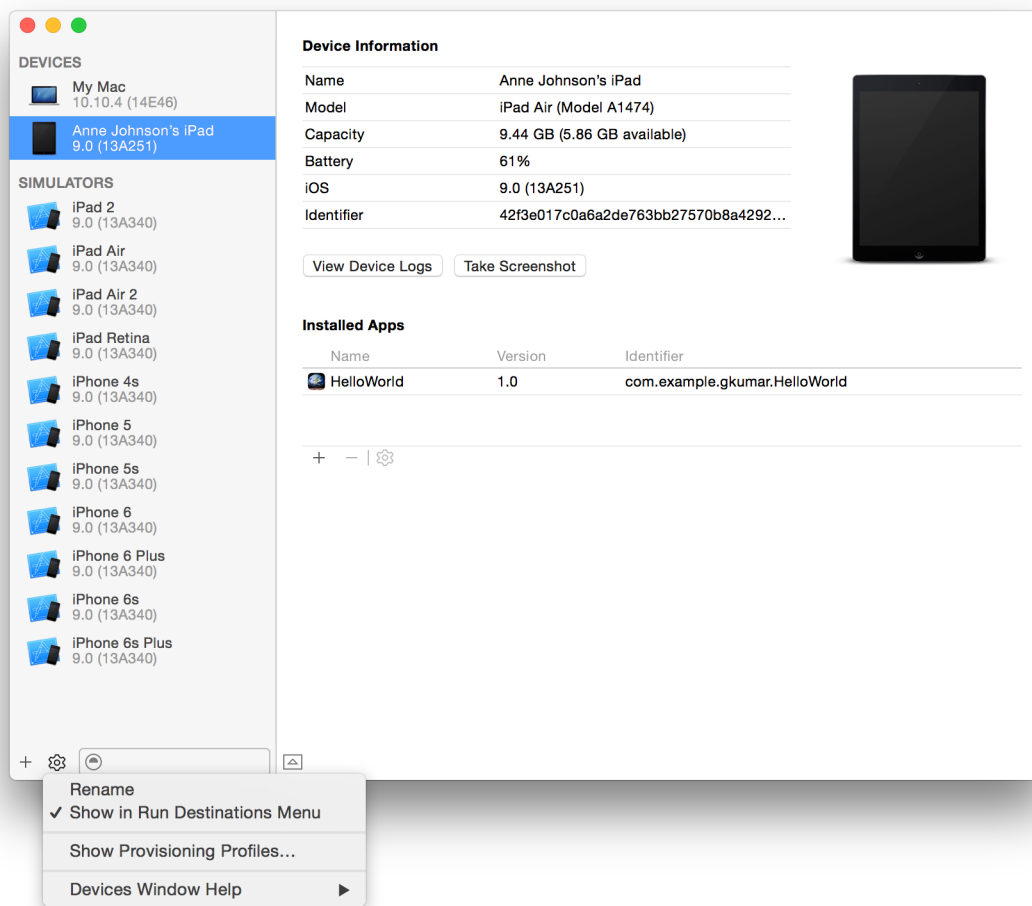 DEVICES
My Mac
10.10.4 (14E46)
Anne Johnson’s iPad
9.0 (13A251)
SIMULATORS
iPad 2
9.0 (13A340)
iPad Air
9.0 (13A340)
iPad Air 2
9.0 (13A340)
iPad Retina
9.0 (13A340)
iPhone 4s
9.0 (13A340)
iPhone 5
9.0 (13A340)
iPhone 5s
9.0 (13A340)
iPhone 6
9.0 (13A340)
iPhone 6 Plus
9.0 (13A340)
iPhone 6s
9.0 (13A340)
iPhone 6s Plus
9.0 (13A340)
Device Information
Name Anne Johnson’s iPad
Model iPad Air (Model A1474)
Capacity 9.44 GB (5.86 GB available)
Battery 61%
iOS 9.0 (13A251)
Identifier 42f3e017c0a6a2de763bb27570b8a4292...
View Device Logs Take Screenshot
Installed Apps
Name Version Identifier
HelloWorld 1.0 com.example.gkumar.HelloWorld
Rename
✓ Show in Run Destinations Menu
Show Provisioning Profiles...
Devices Window Help